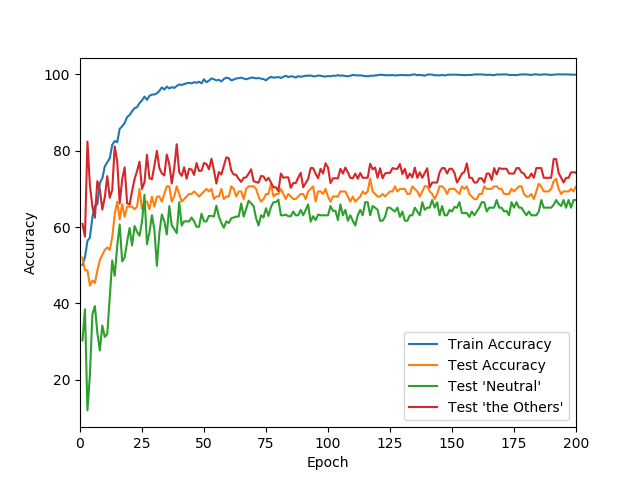 Accuracy
100
80
60
40
20
0
25
50
75
100
125
150
175
200
Epoch
Train Accuracy
Test Accuracy
Test 'Neutral'
Test 'the Others'